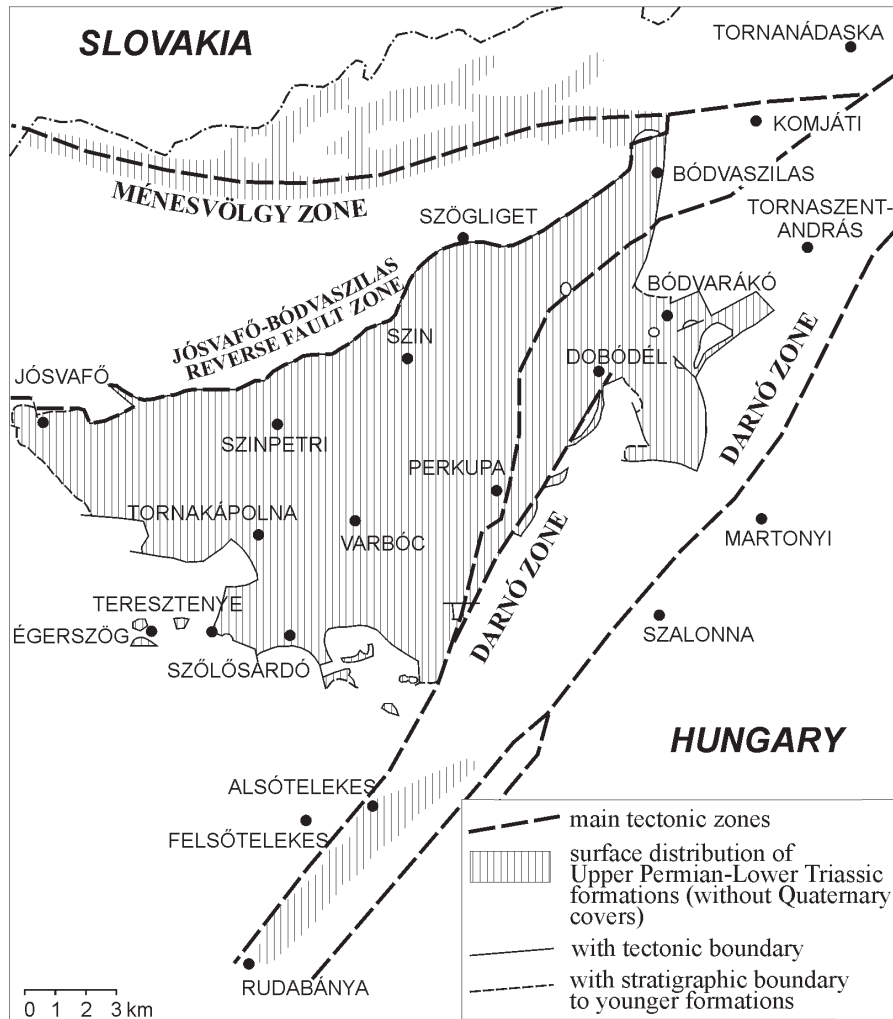 SLOVAKIA
TORNANÁDASKA
KOMJÁTI
BÓDVASZILAS
MÉNESVÖLGY ZONE
SZÖGLIGET
TORNASZENT-
ANDRÁS
BÓDVARÁKÓ
JÓSVAFŐ-BÓDVASZILAS
REVERSE FAULT ZONE
SZIN
DOBÓDÉL
DARNÓ ZONE
JÓSVAFŐ
SZINPETRI
PERKUPA
TORNAKÁPOLNA
VARBÓC
MARTONYI
DARNÓ ZONE
TERESZTENYE
ÉGERSZÖG
SZŐLŐSARDÓ
SZALONNA
HUNGARY
ALSÓTELEKES
FELSŐTELEKES
RUDABÁNYA
main tectonic zones
surface distribution of
Upper Permian-Lower Triassic
formations (without Quaternary
covers)
with tectonic boundary
with stratigraphic boundary
to younger formations
0 1 2 3 km